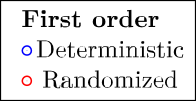 First order
Deterministic
Randomized